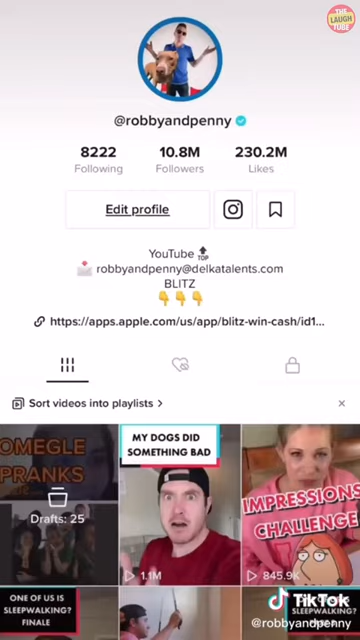 THE
LAUGH
TUBE
@robbyandpenny
8222
10.8M
230.2M
Following
Followers
Likes
Edit profile
YouTube 🔝
📩 robbyandpenny@delkatalents.com
BLITZ
👇👇👇
https://apps.apple.com/us/app/blitz-win-cash/id1...
Sort videos into playlists >
OMEGLE
PRANKS
Drafts: 25
MY DOGS DID
SOMETHING BAD
1.1M
IMPRESSIONS
CHALLENGE
845.9K
ONE OF US IS
SLEEPWALKING?
FINALE
TikTok
@robbyandpenny